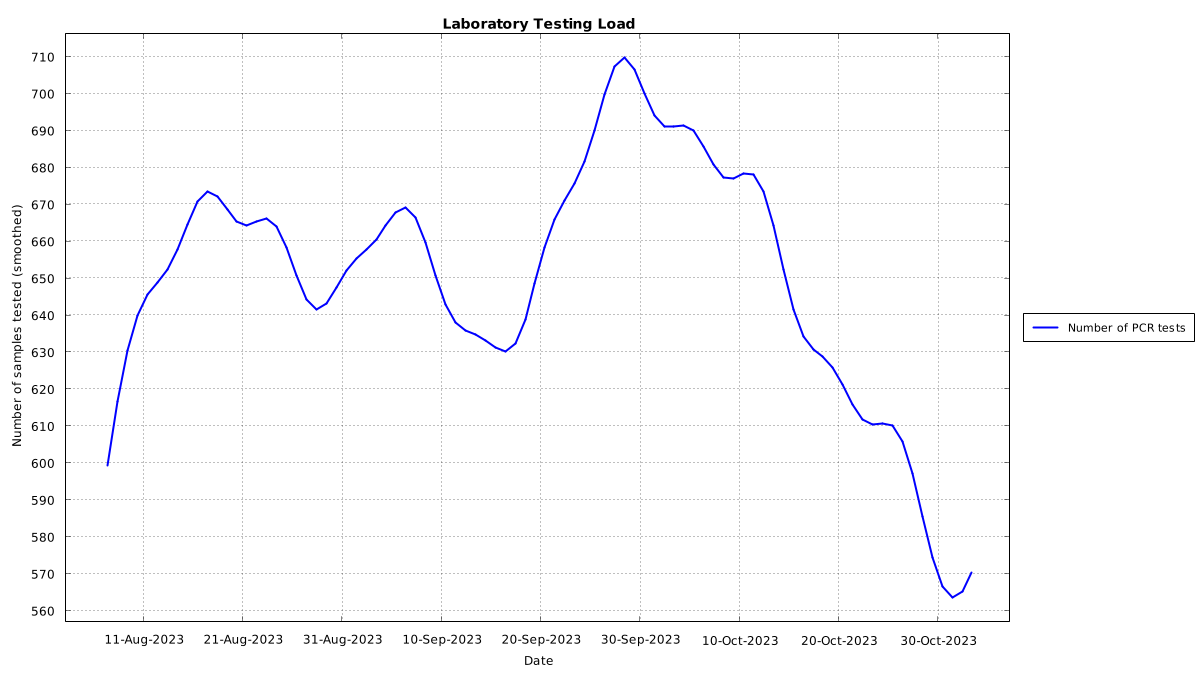 Laboratory Testing Load
Number of samples tested (smoothed)
710
700
690
680
670
660
650
640
630
620
610
600
590
580
570
560
11-Aug-2023
21-Aug-2023
31-Aug-2023
10-Sep-2023
20-Sep-2023
30-Sep-2023
10-Oct-2023
20-Oct-2023
30-Oct-2023
Date
Number of PCR tests